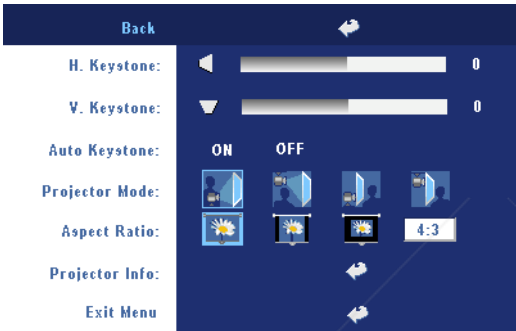 Back
H. Keystone: 0
V. Keystone: 0
Auto Keystone: ON OFF
Projector Mode:
Aspect Ratio: 4:3
Projector Info:
Exit Menu